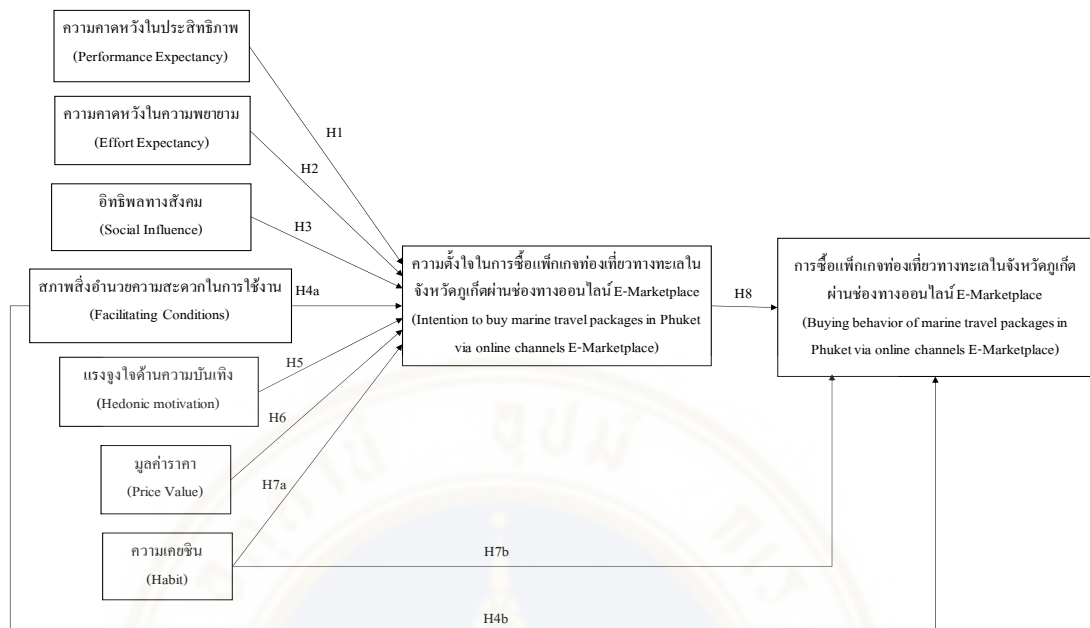 ความคาดหวังในประสิทธิภาพ
(Performance Expectancy)
ความคาดหวังในความพยายาม
(Effort Expectancy)
อิทธิพลทางสังคม
(Social Influence)
สภาพสิ่งอำนวยความสะดวกในการใช้งาน
(Facilitating Conditions)
แรงจูงใจด้านความบันเทิง
(Hedonic motivation)
มูลค่าราคา
(Price Value)
ความเคยชิน
(Habit)
H1
H2
H3
H4a
H5
H6
H7a
ความตั้งใจในการซื้อแพ็กเกจท่องเที่ยวทางทะเลใน
จังหวัดภูเก็ตผ่านช่องทางออนไลน์ E-Marketplace
(Intention to buy marine travel packages in Phuket
via online channels E-Marketplace)
H8
การซื้อแพ็กเกจท่องเที่ยวทางทะเลในจังหวัดภูเก็ต
ผ่านช่องทางออนไลน์ E-Marketplace
(Buying behavior of marine travel packages in
Phuket via online channels E-Marketplace)
H7b
H4b